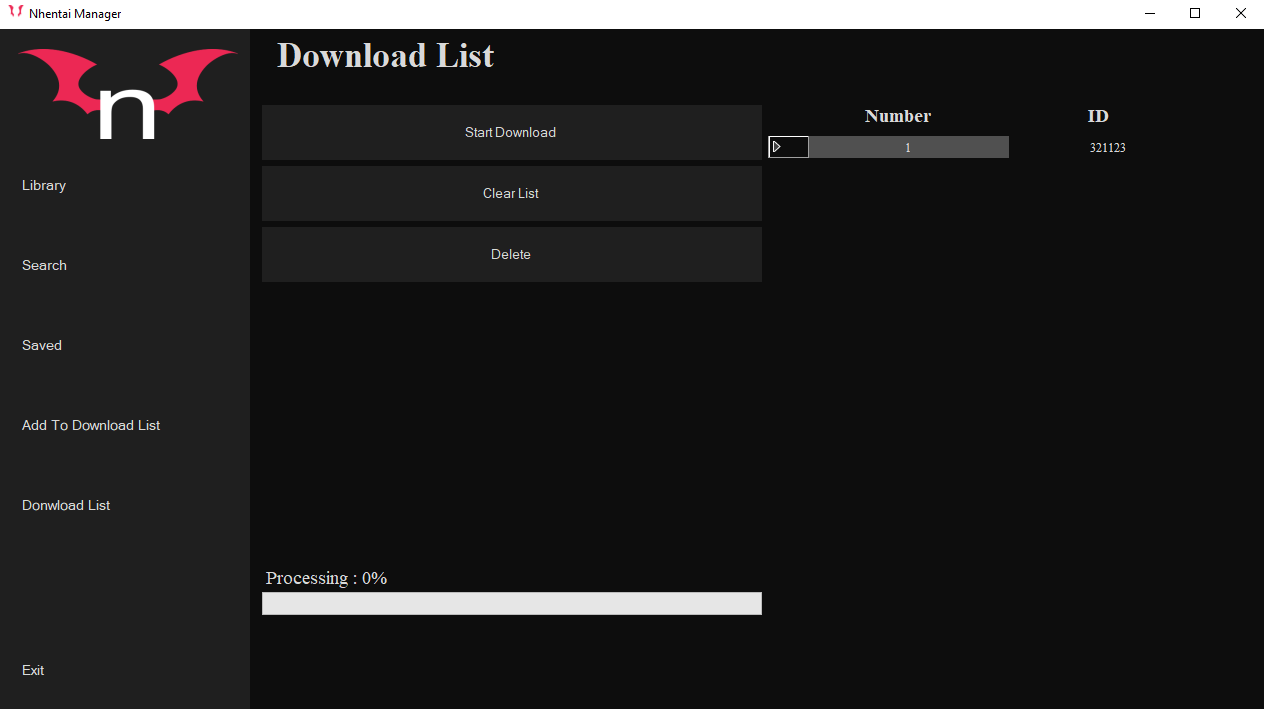 Nhentai Manager
n
Library
Search
Saved
Add To Download List
Donwload List
Exit
Download List
Start Download
Clear List
Delete
Number ID
1 321123
Processing : 0%